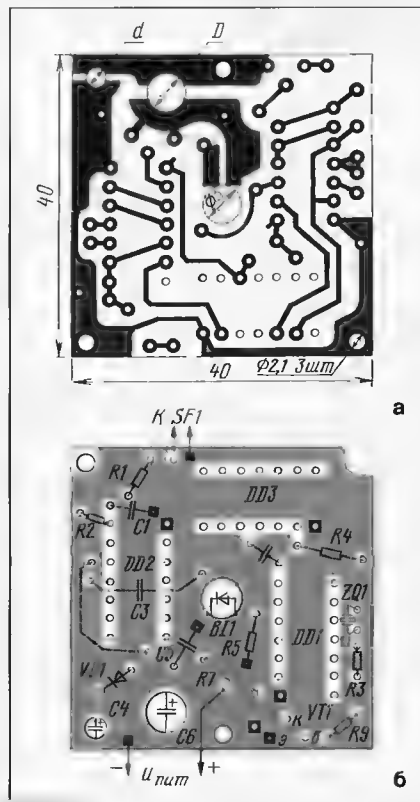 d D
40
40
Ф
Ф2,1 3шт
а
К SF1
R1
DD3
R2
C1
R4
DD2
C3
BI1
ZQ1
DD1
R5
R3
VD1
C5
R7
C4
C6
VT1
к
э
б
R9
− Uпит +
б